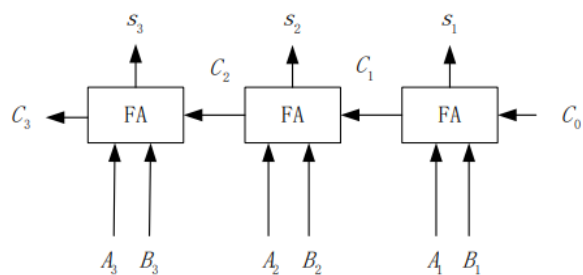 s₃ s₂ s₁
C₂ C₁
C₃ FA FA FA C₀
A₃ B₃ A₂ B₂ A₁ B₁